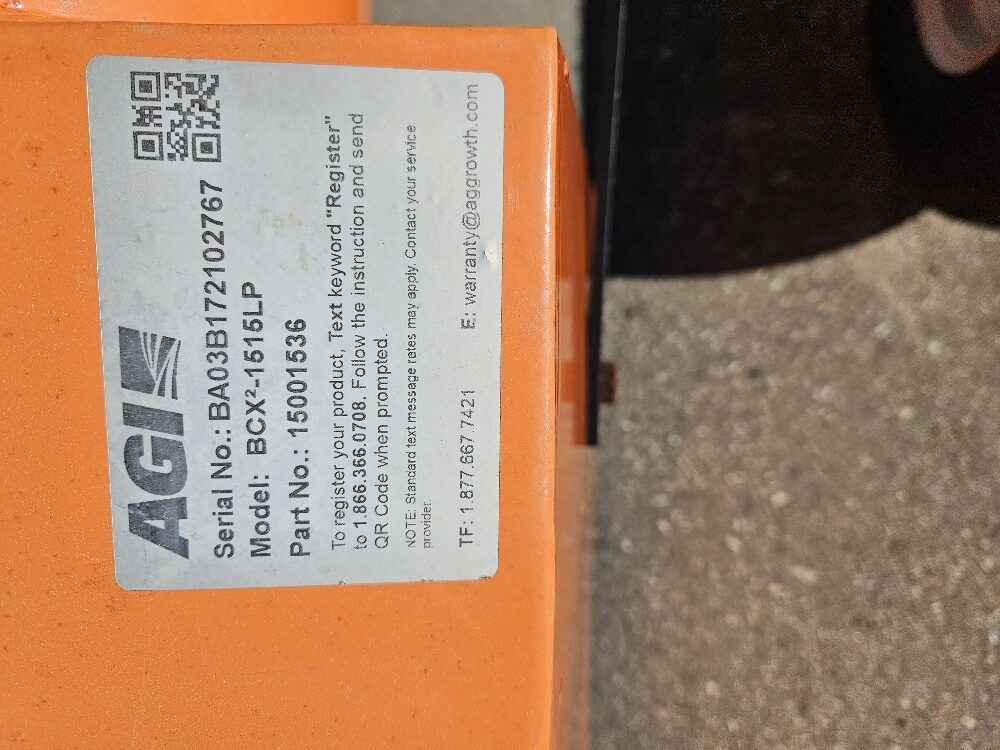 AGI
Serial No.: BA03B172102767
Model: BCX²-1515LP
Part No.: 15001536
To register your product, Text keyword "Register"
to 1.866.366.0708. Follow the instruction and send
QR Code when prompted.
NOTE: Standard text message rates may apply. Contact your service
provider.
TF: 1.877.667.7421 E: warranty@aggrowth.com